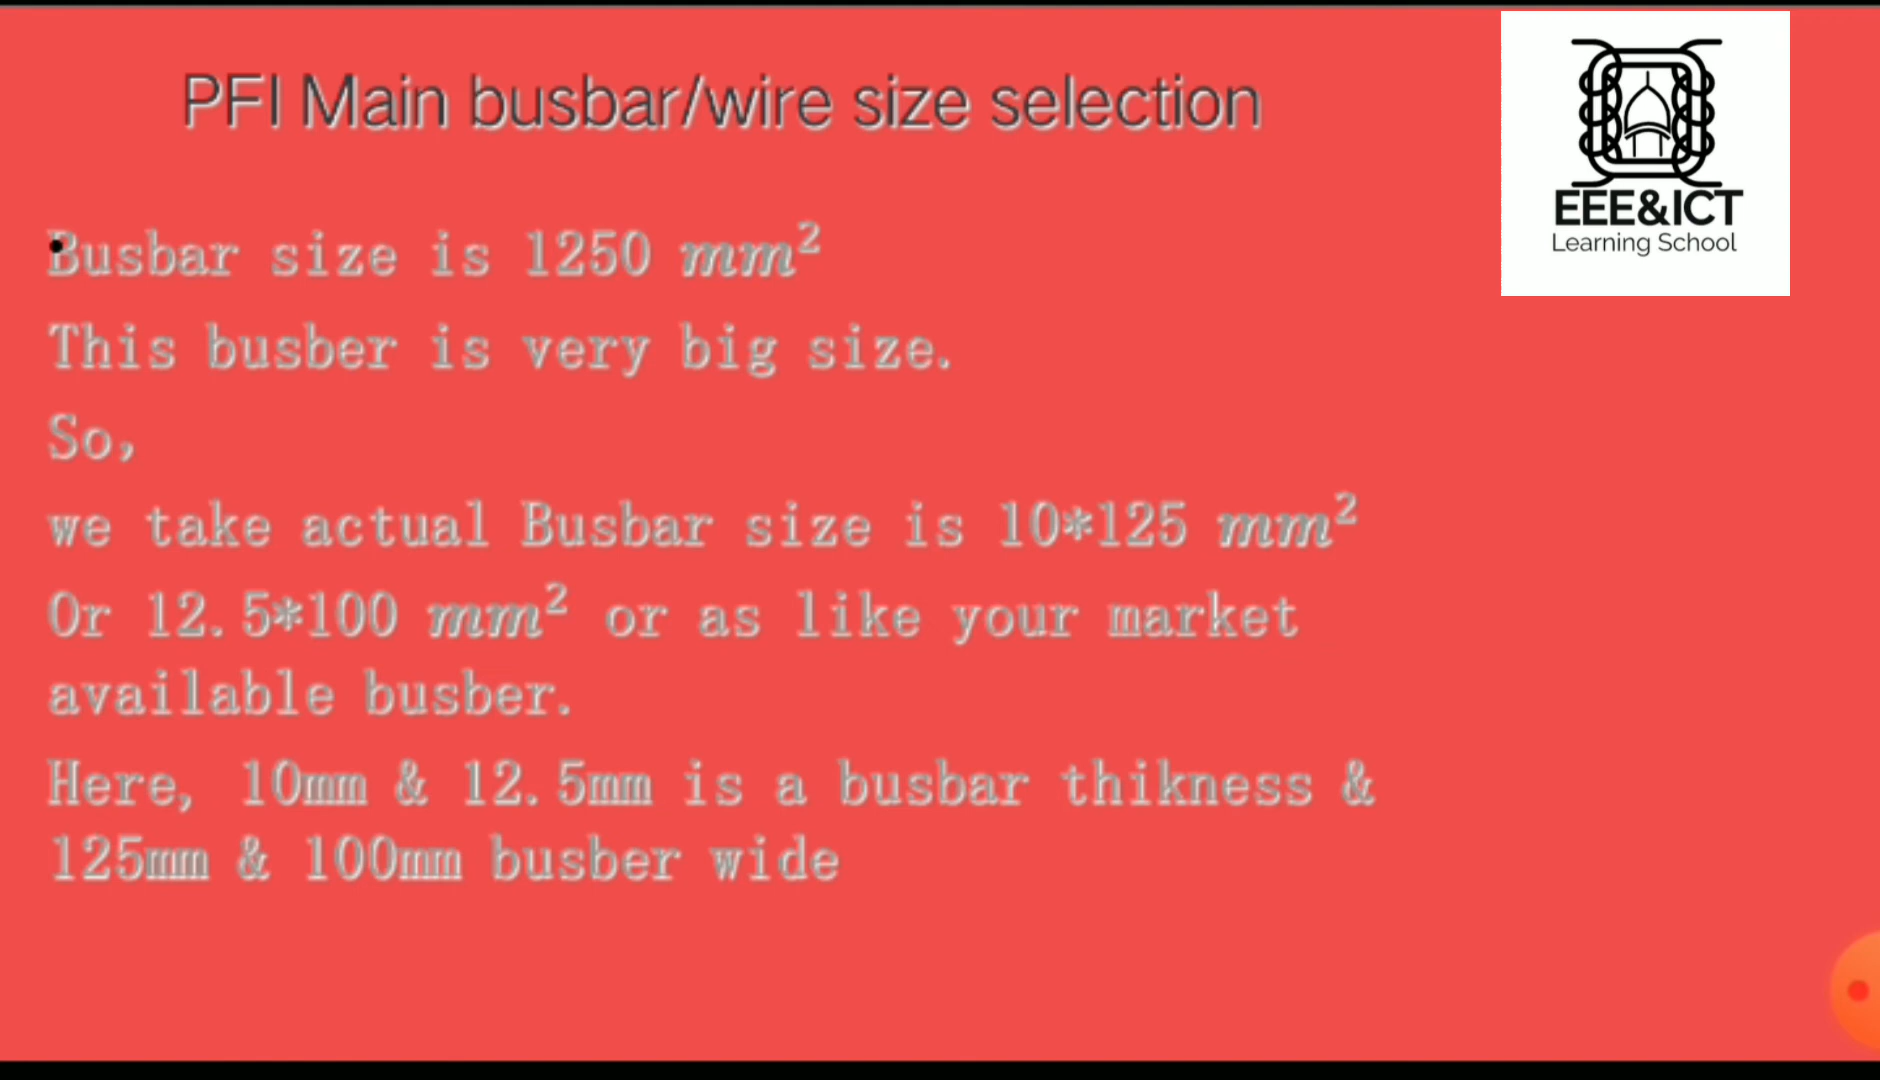 PFI Main busbar/wire size selection
EEE&ICT
Learning School
Busbar size is 1250 mm²
This busber is very big size.
So,
we take actual Busbar size is 10*125 mm²
Or 12.5*100 mm² or as like your market
available busber.
Here, 10mm & 12.5mm is a busbar thikness &
125mm & 100mm busber wide